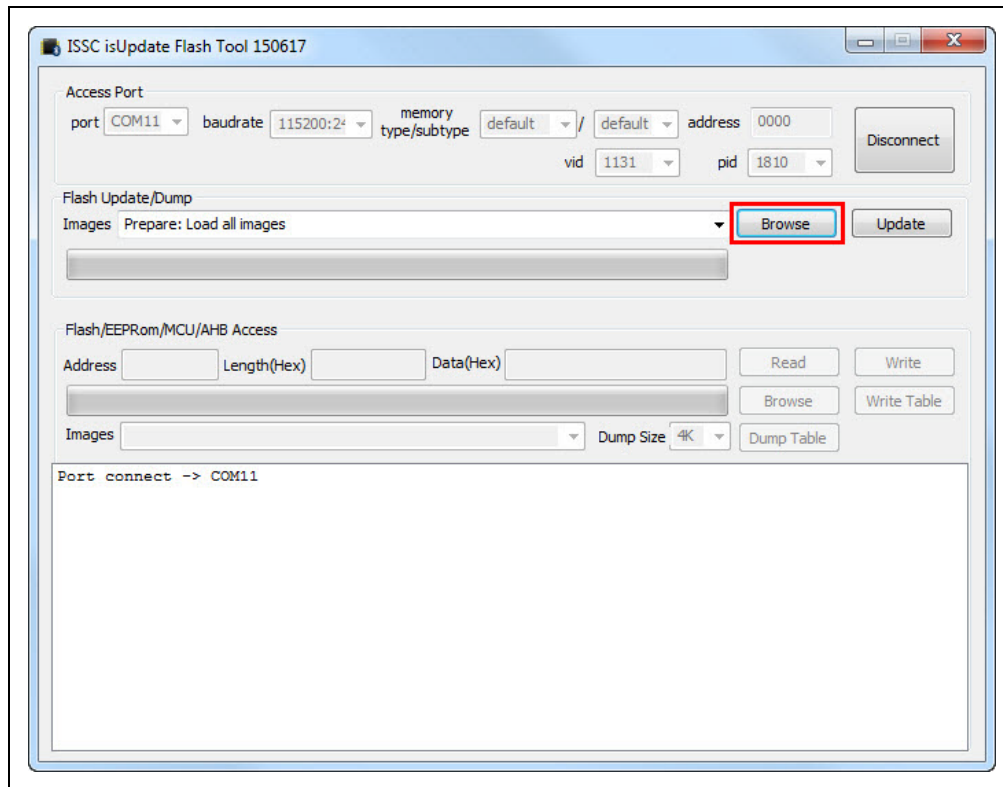 ISSC isUpdate Flash Tool 150617
Access Port
port COM11 baudrate 115200:24 memory type/subtype default / default address 0000 Disconnect
vid 1131 pid 1810
Flash Update/Dump
Images Prepare: Load all images Browse Update
Flash/EEPRom/MCU/AHB Access
Address Length(Hex) Data(Hex) Read Write
Browse Write Table
Images Dump Size 4K Dump Table
Port connect -> COM11